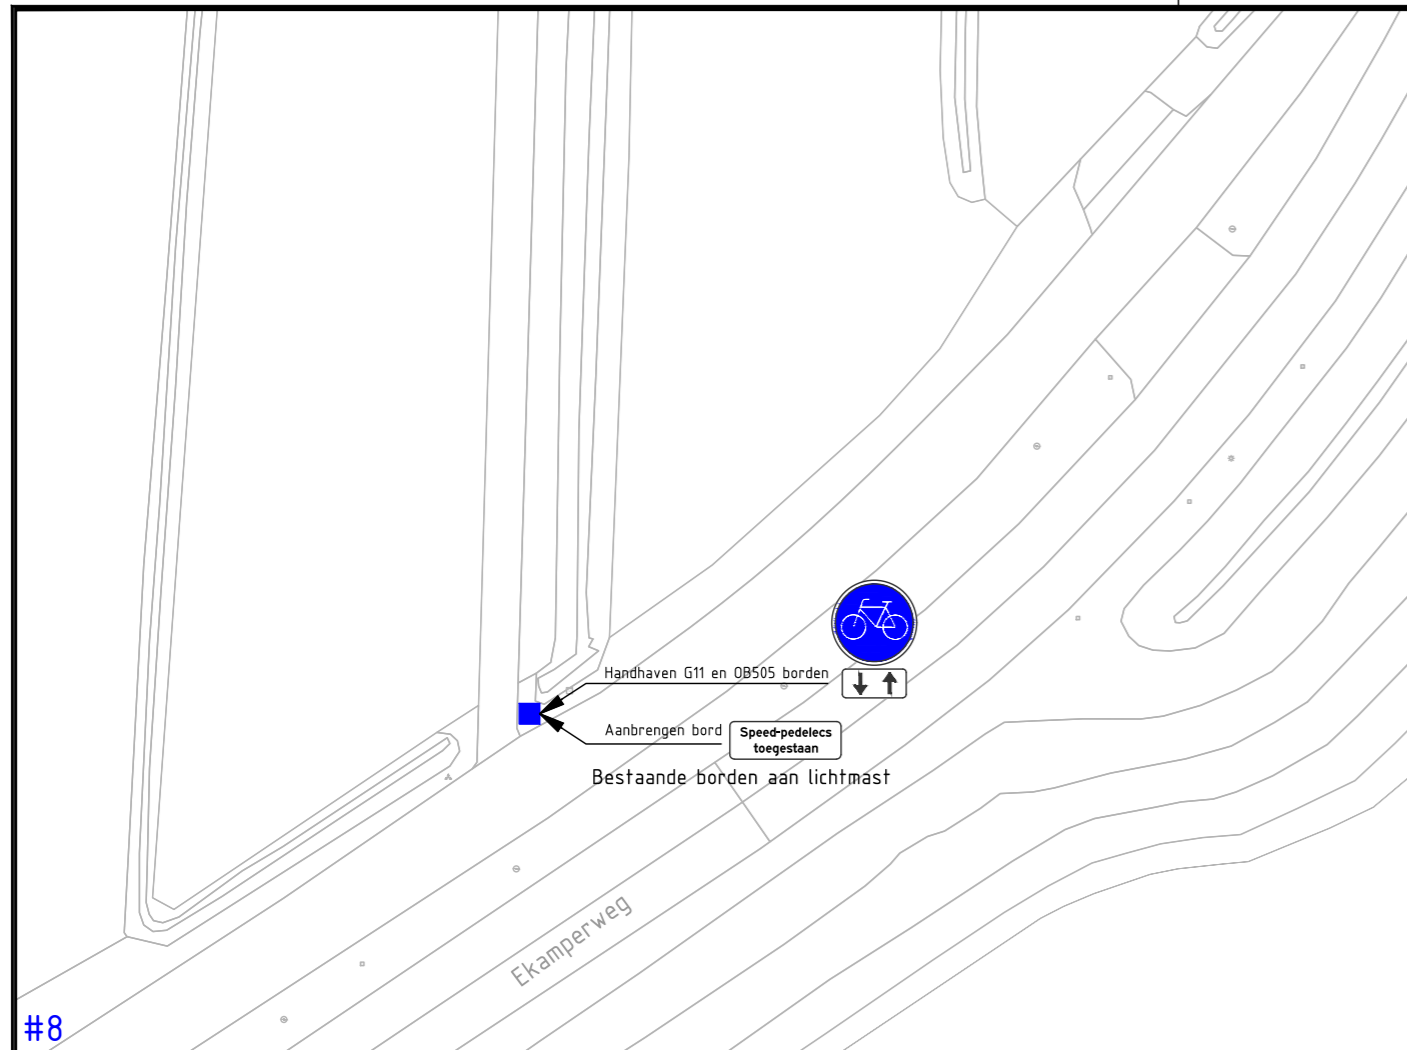 Handhaven G11 en OB505 borden
Aanbrengen bord
Speed-pedelecs
toegestaan
Bestaande borden aan lichtmast
Ekamperweg
#8